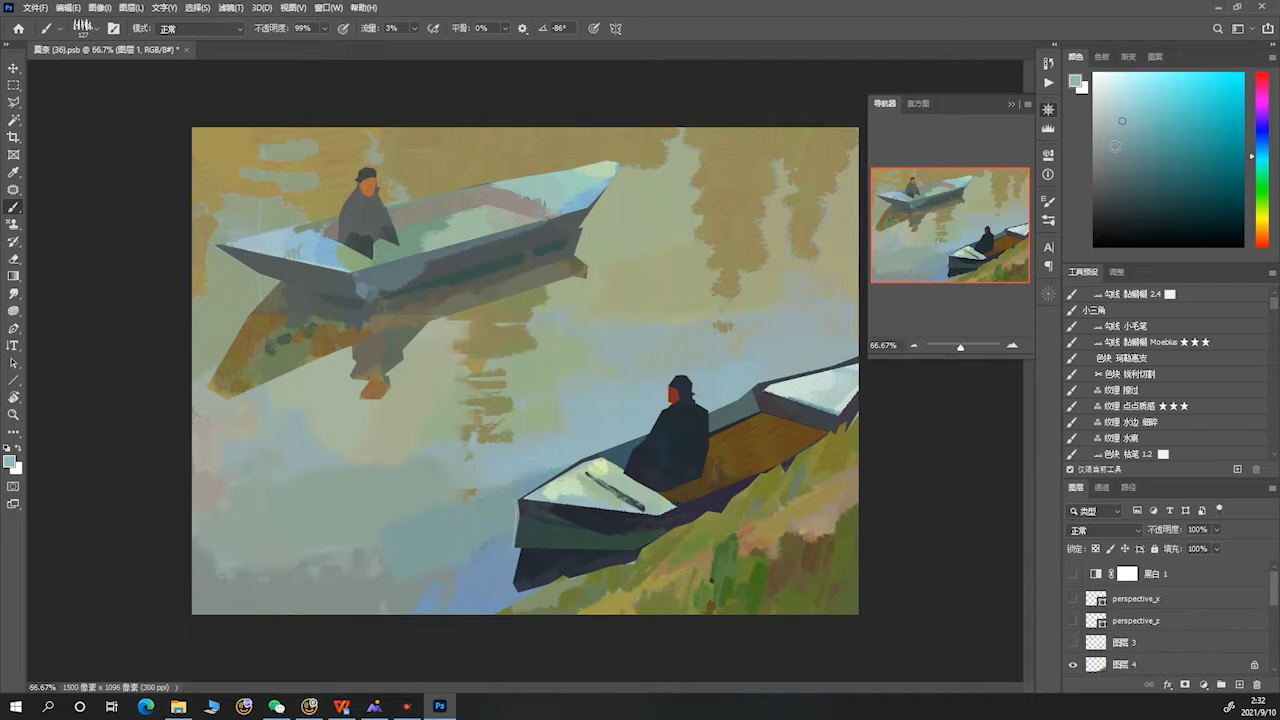 Ps 文件(F) 编辑(E) 图像(I) 图层(L) 文字(Y) 选择(S) 滤镜(T) 3D(D) 视图(V) 窗口(W) 帮助(H)
127 模式: 正常 不透明度: 99% 流量: 3% 平滑: 0% -86°
莫奈 (36).psb @ 66.7% (图层 1, RGB/8#) * ×
颜色 色板 渐变 图案
导航器 直方图
66.67%
工具预设 调整
勾线 黏糊糊 2.4
小三角
勾线 小毛笔
勾线 黏糊糊 Moebius ★★★
色块 珂勒惠支
色块 锐利切割
纹理 擦过
纹理 点点质感 ★★★
纹理 水边 细碎
纹理 水痕
色块 枯笔 1.2
仅限当前工具
图层 通道 路径
类型
正常 不透明度: 100%
锁定: 填充: 100%
黑白 1
perspective_x
perspective_z
图层 3
图层 4
66.67% 1500 像素 x 1096 像素 (300 ppi)
Ps
2:32
2021/9/10